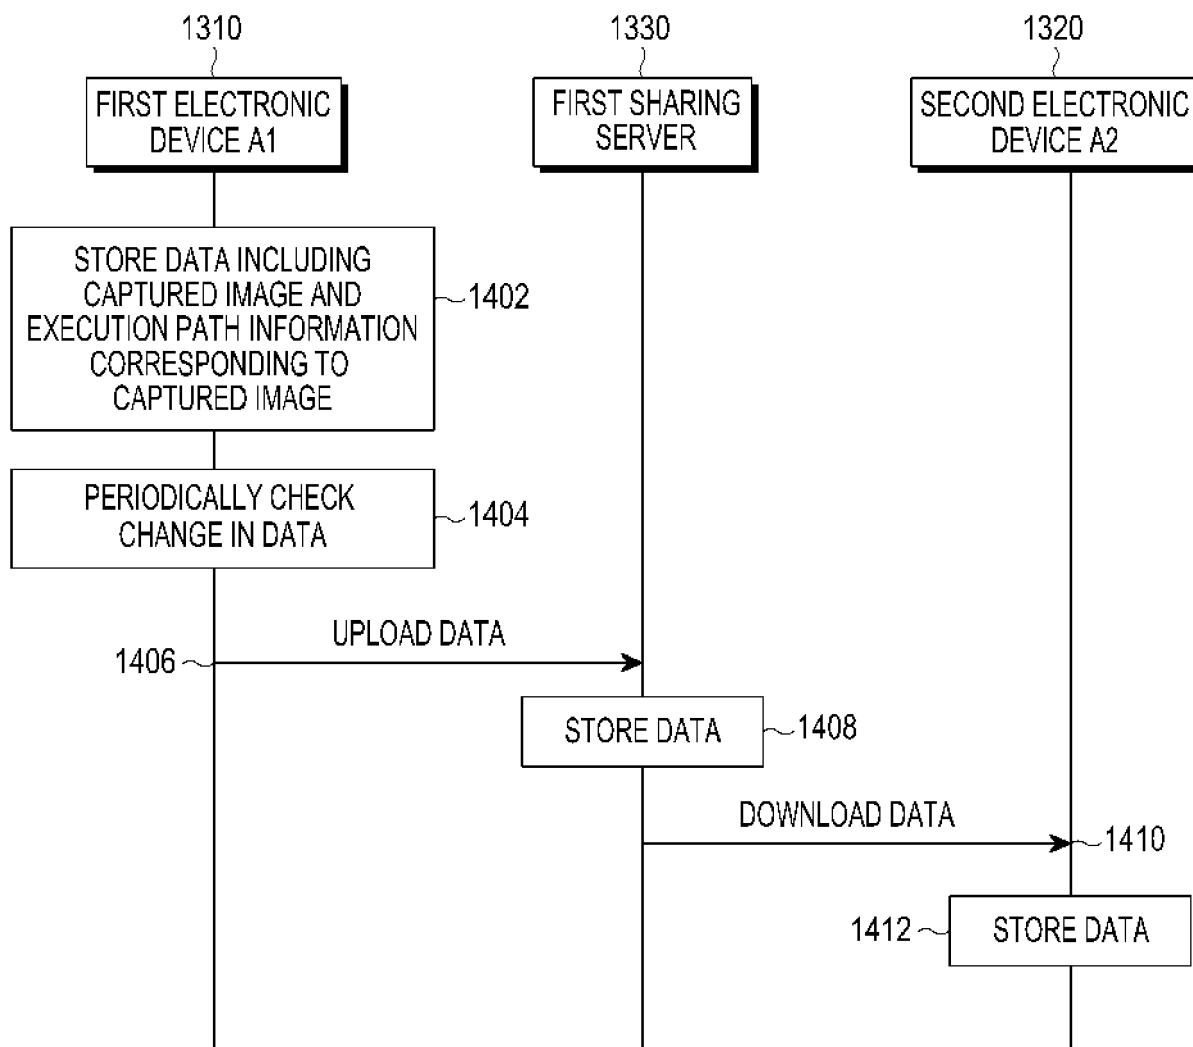 1310
1330
1320
FIRST ELECTRONIC
DEVICE A1
FIRST SHARING
SERVER
SECOND ELECTRONIC
DEVICE A2
STORE DATA INCLUDING
CAPTURED IMAGE AND
EXECUTION PATH INFORMATION
CORRESPONDING TO
CAPTURED IMAGE
1402
PERIODICALLY CHECK
CHANGE IN DATA
1404
UPLOAD DATA
1406
STORE DATA
1408
DOWNLOAD DATA
1410
1412
STORE DATA